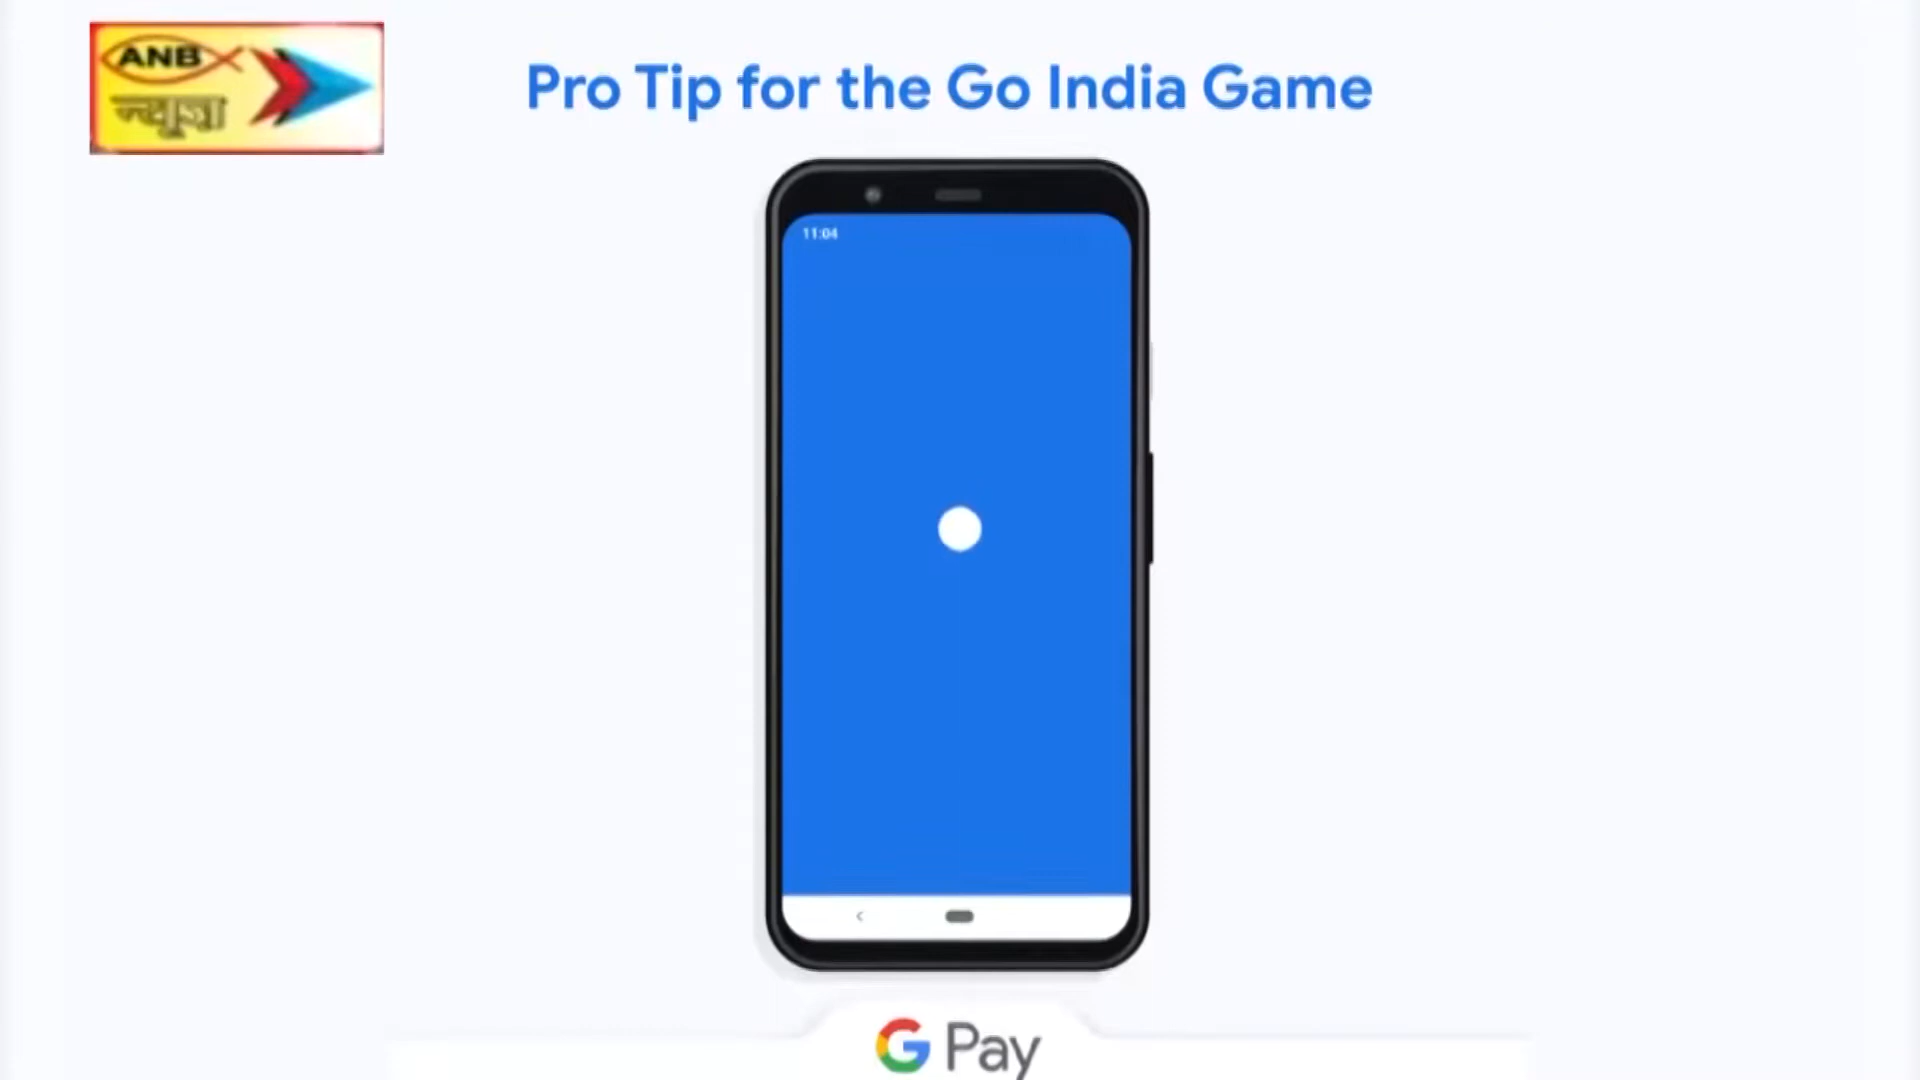 ANB
न्यूज़
Pro Tip for the Go India Game
11:04
G Pay